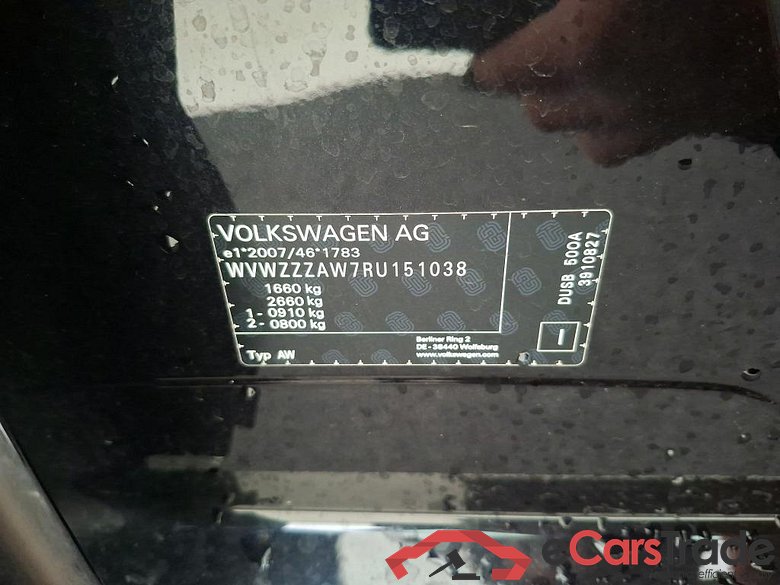 VOLKSWAGEN AG
e1*2007/46*1783
WVWZZZAW7RU151038
1660 kg
2660 kg
1 - 0910 kg
2 - 0800 kg
Typ AW
Berliner Ring 2
DE - 38440 Wolfsburg
www.volkswagen.com
DUSB 500A
3910827
I
eCarsTrade